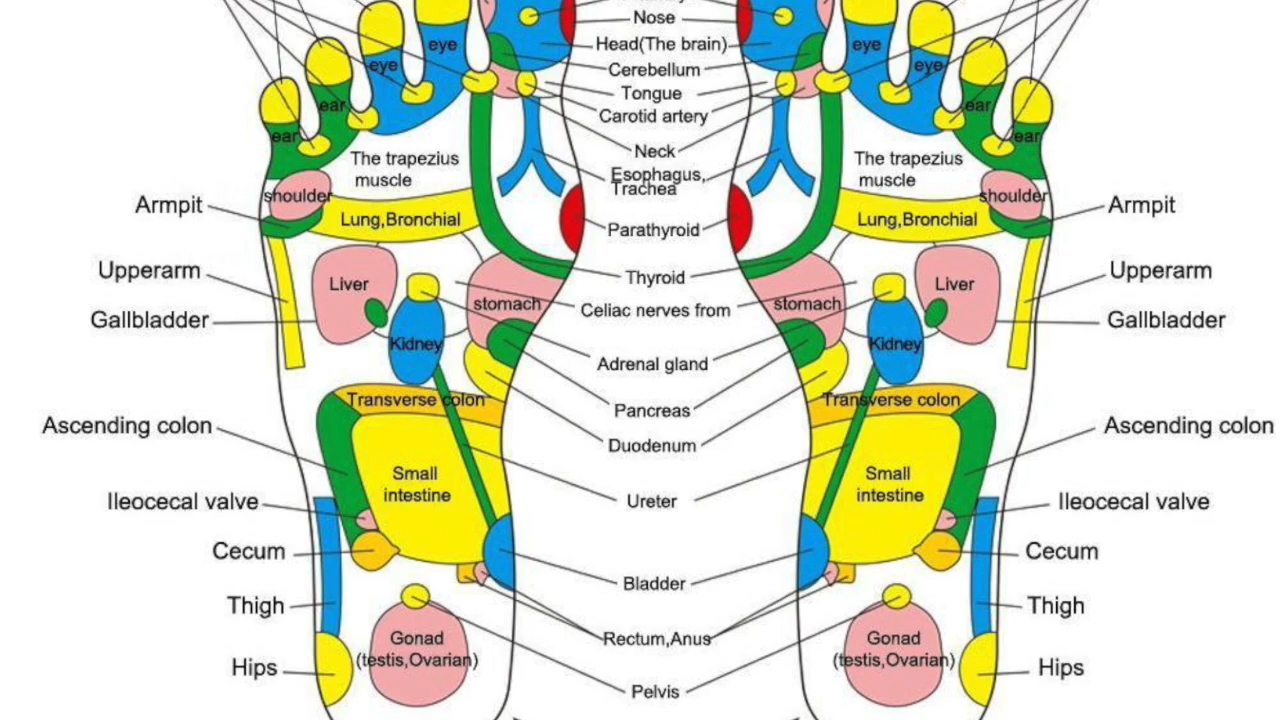 Nose
eye
eye
Head(The brain)
eye
eye
Cerebellum
Tongue
ear
ear
Carotid artery
ear
ear
Neck
The trapezius
muscle
The trapezius
muscle
Esophagus,
Trachea
shoulder
shoulder
Armpit
Armpit
Lung,Bronchial
Lung,Bronchial
Parathyroid
Upperarm
Upperarm
Thyroid
Liver
Liver
stomach
stomach
Celiac nerves from
Gallbladder
Gallbladder
Kidney
Kidney
Adrenal gland
Transverse colon
Transverse colon
Pancreas
Ascending colon
Ascending colon
Duodenum
Small
intestine
Small
intestine
Ureter
Ileocecal valve
Ileocecal valve
Cecum
Cecum
Bladder
Thigh
Thigh
Rectum,Anus
Gonad
(testis,Ovarian)
Gonad
(testis,Ovarian)
Hips
Hips
Pelvis